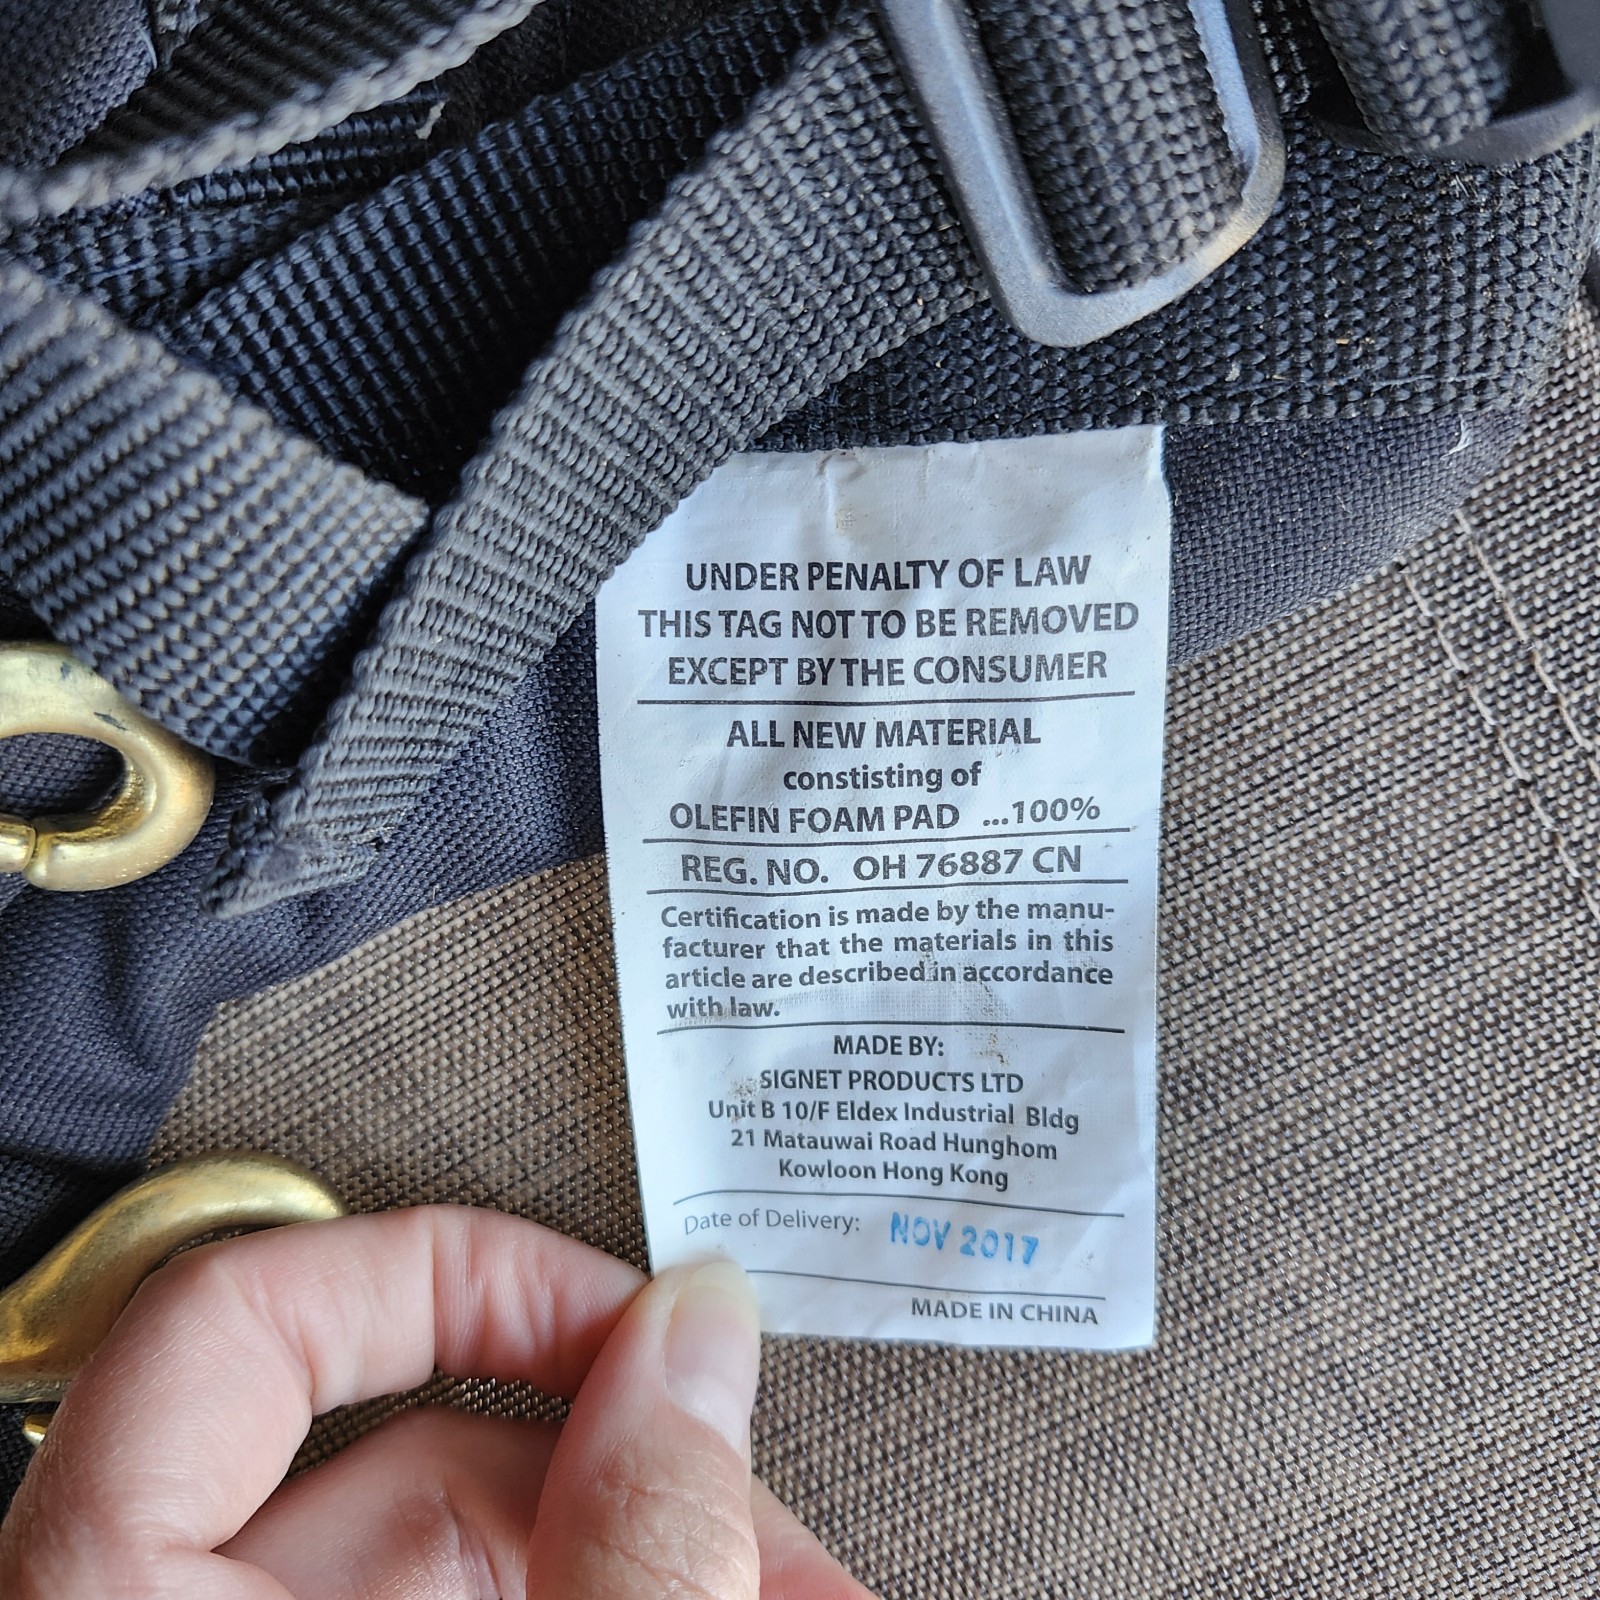 UNDER PENALTY OF LAW
THIS TAG NOT TO BE REMOVED
EXCEPT BY THE CONSUMER
ALL NEW MATERIAL
constisting of
OLEFIN FOAM PAD ...100%
REG. NO. OH 76887 CN
Certification is made by the manu-
facturer that the materials in this
article are described in accordance
with law.
MADE BY:
SIGNET PRODUCTS LTD
Unit B 10/F Eldex Industrial Bldg
21 Matauwai Road Hunghom
Kowloon Hong Kong
Date of Delivery: NOV 2017
MADE IN CHINA